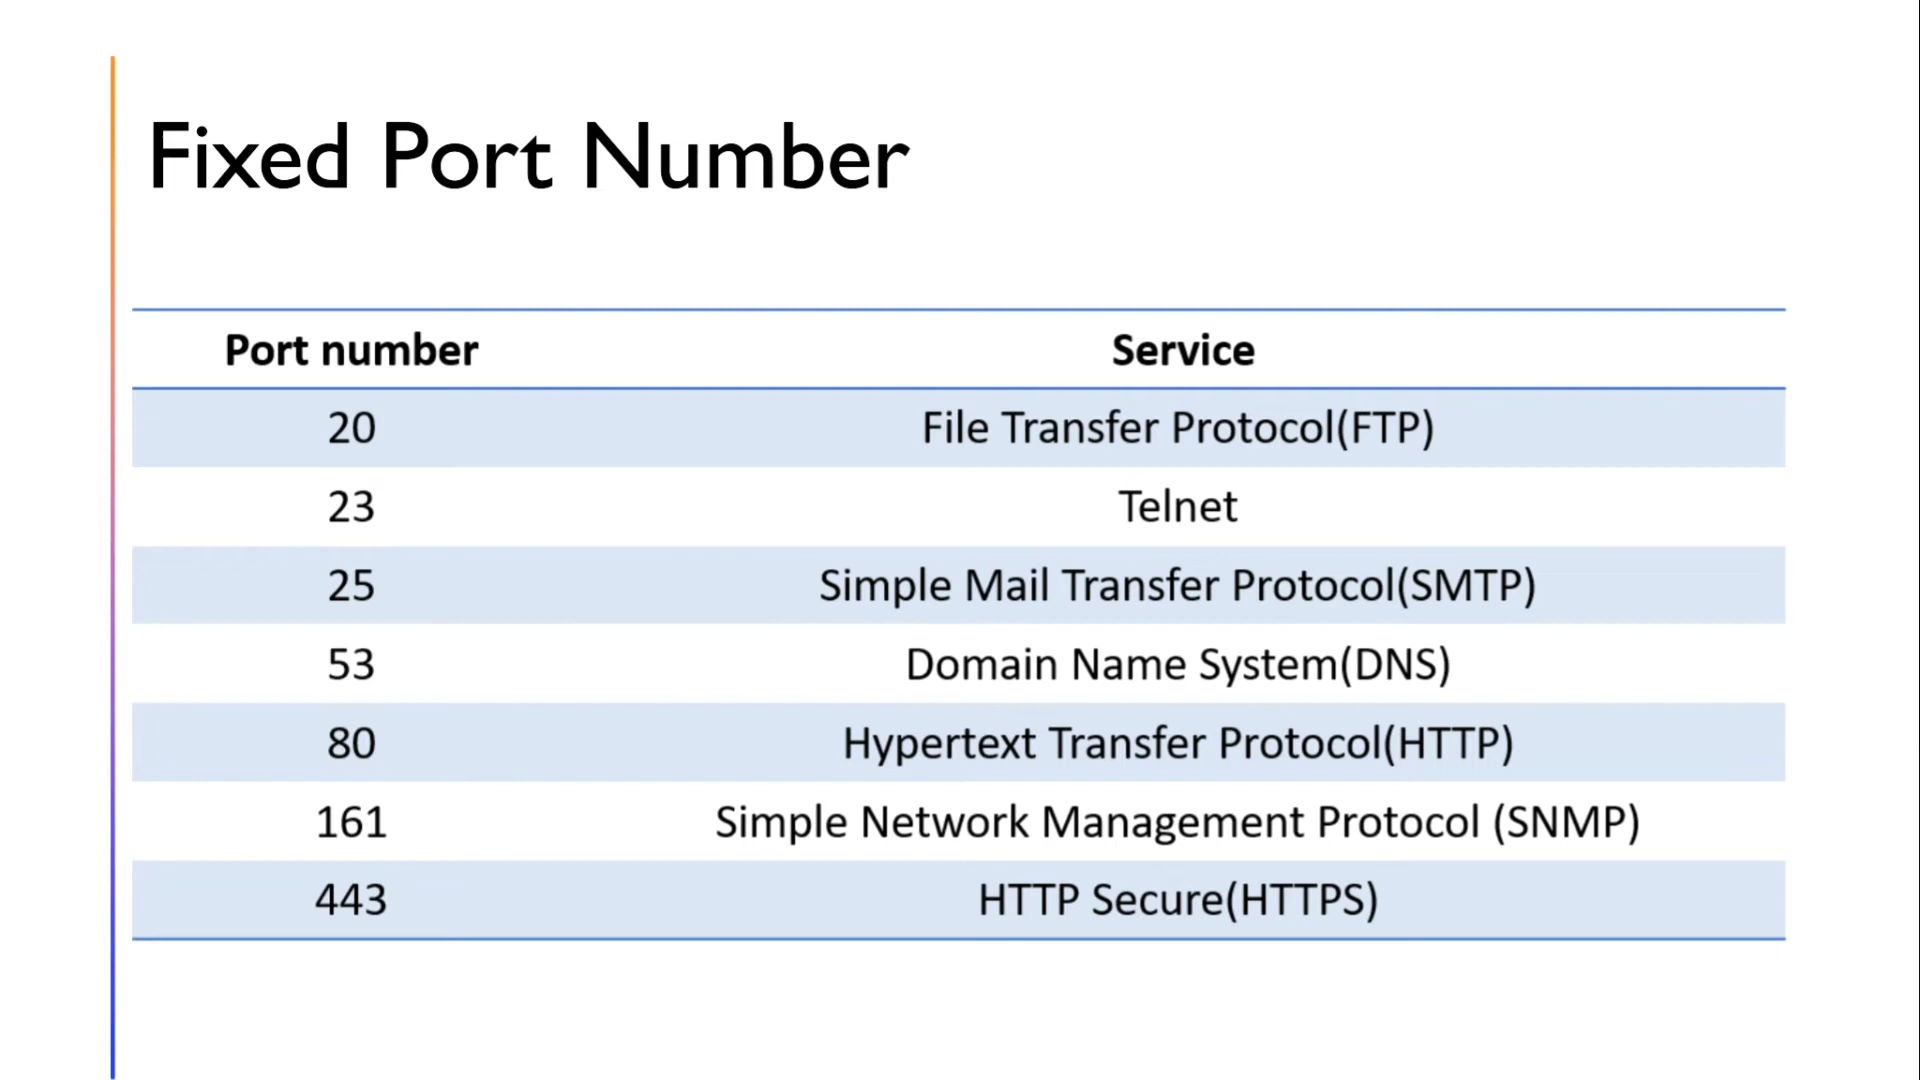 Fixed Port Number
Port number Service
20 File Transfer Protocol(FTP)
23 Telnet
25 Simple Mail Transfer Protocol(SMTP)
53 Domain Name System(DNS)
80 Hypertext Transfer Protocol(HTTP)
161 Simple Network Management Protocol (SNMP)
443 HTTP Secure(HTTPS)